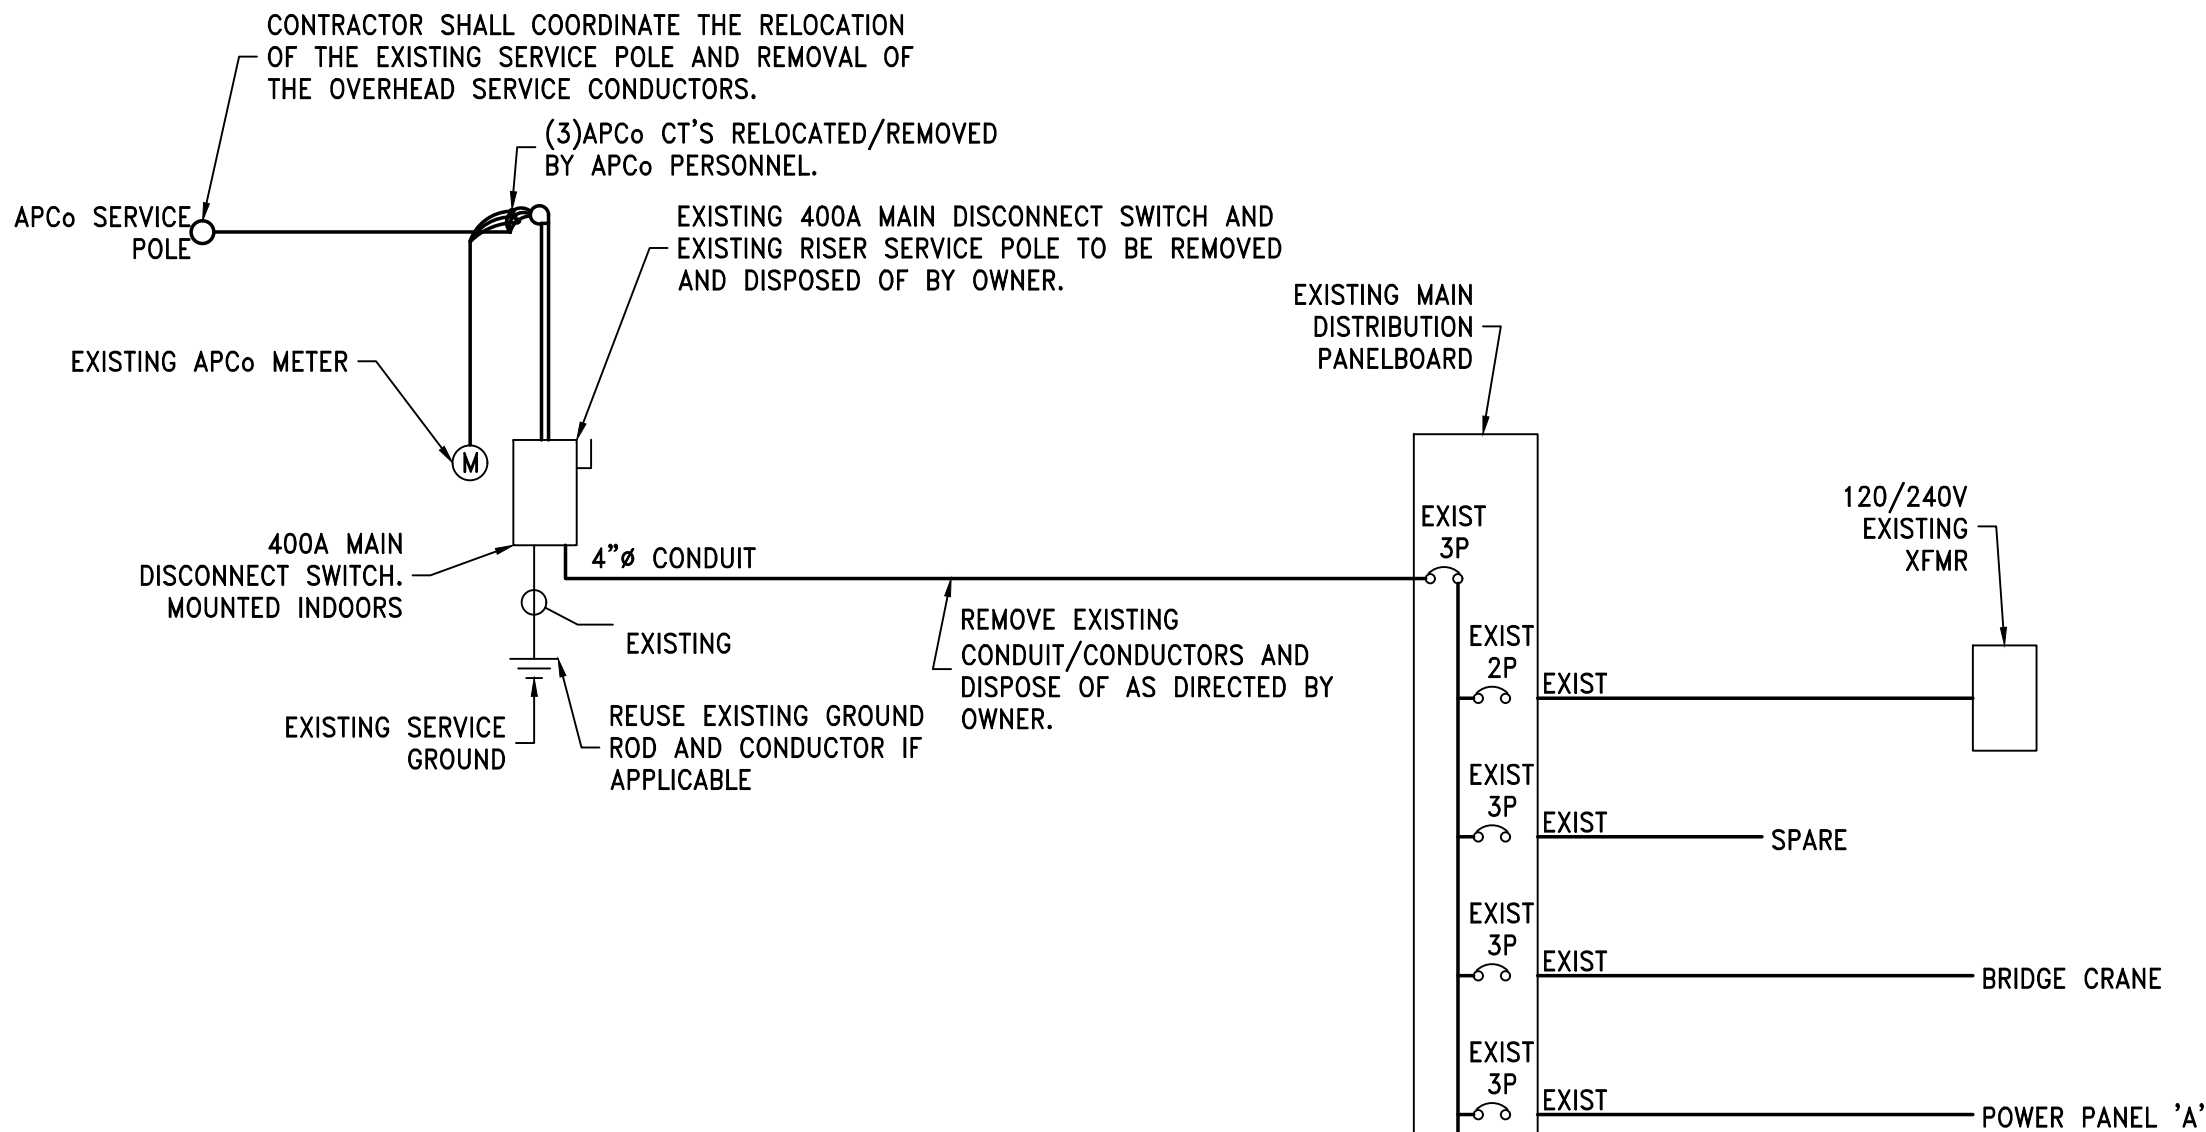 CONTRACTOR SHALL COORDINATE THE RELOCATION
OF THE EXISTING SERVICE POLE AND REMOVAL OF
THE OVERHEAD SERVICE CONDUCTORS.
(3)APCo CT'S RELOCATED/REMOVED
BY APCo PERSONNEL.
APCo SERVICE
POLE
EXISTING 400A MAIN DISCONNECT SWITCH AND
EXISTING RISER SERVICE POLE TO BE REMOVED
AND DISPOSED OF BY OWNER.
EXISTING MAIN
DISTRIBUTION
PANELBOARD
EXISTING APCo METER
M
120/240V
EXISTING
XFMR
400A MAIN
DISCONNECT SWITCH.
MOUNTED INDOORS
4"ø CONDUIT
EXIST
3P
REMOVE EXISTING
CONDUIT/CONDUCTORS AND
DISPOSE OF AS DIRECTED BY
OWNER.
EXISTING
EXISTING SERVICE
GROUND
REUSE EXISTING GROUND
ROD AND CONDUCTOR IF
APPLICABLE
EXIST
2P
EXIST
EXIST
3P
EXIST
SPARE
EXIST
3P
EXIST
BRIDGE CRANE
EXIST
3P
EXIST
POWER PANEL 'A'